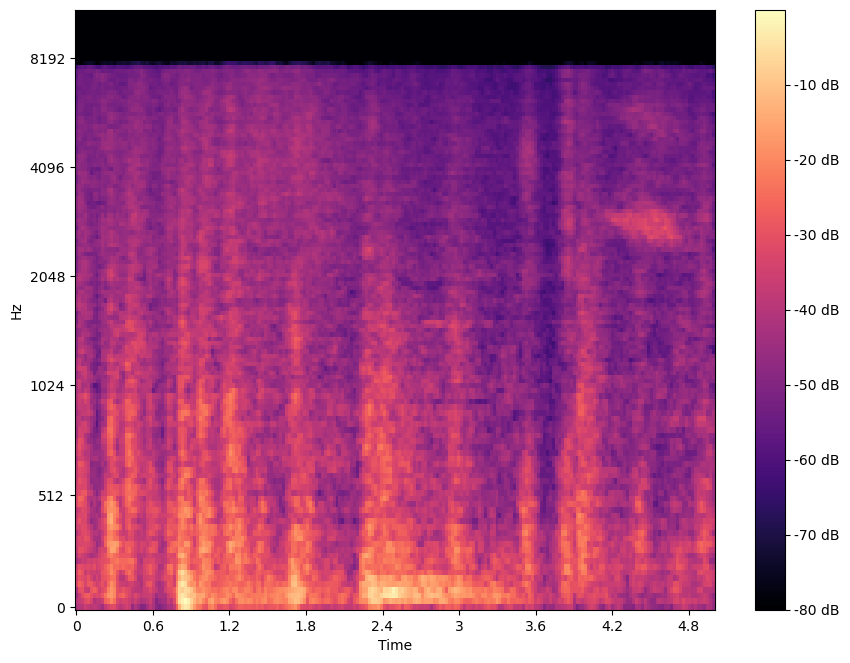 8192
4096
2048
1024
512
0
Hz
0 0.6 1.2 1.8 2.4 3 3.6 4.2 4.8
Time
-10 dB
-20 dB
-30 dB
-40 dB
-50 dB
-60 dB
-70 dB
-80 dB